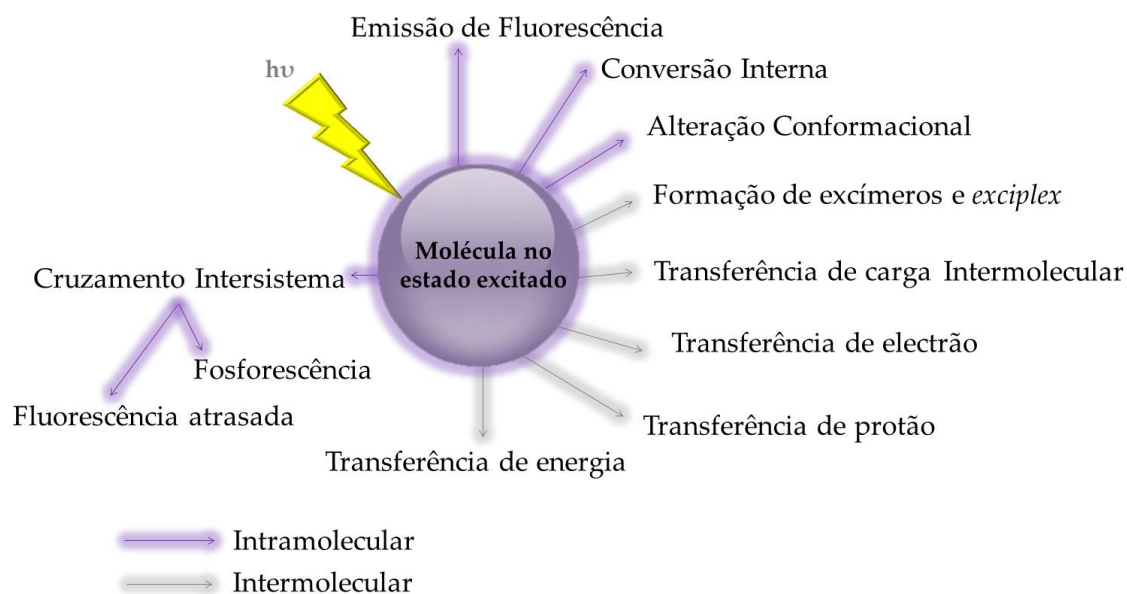 Emissão de Fluorescência
hυ
Conversão Interna
Alteração Conformacional
Formação de excímeros e exciplex
Molécula no
estado excitado
Transferência de carga Intermolecular
Cruzamento Intersistema
Transferência de electrão
Fosforescência
Fluorescência atrasada
Transferência de protão
Transferência de energia
Intramolecular
Intermolecular